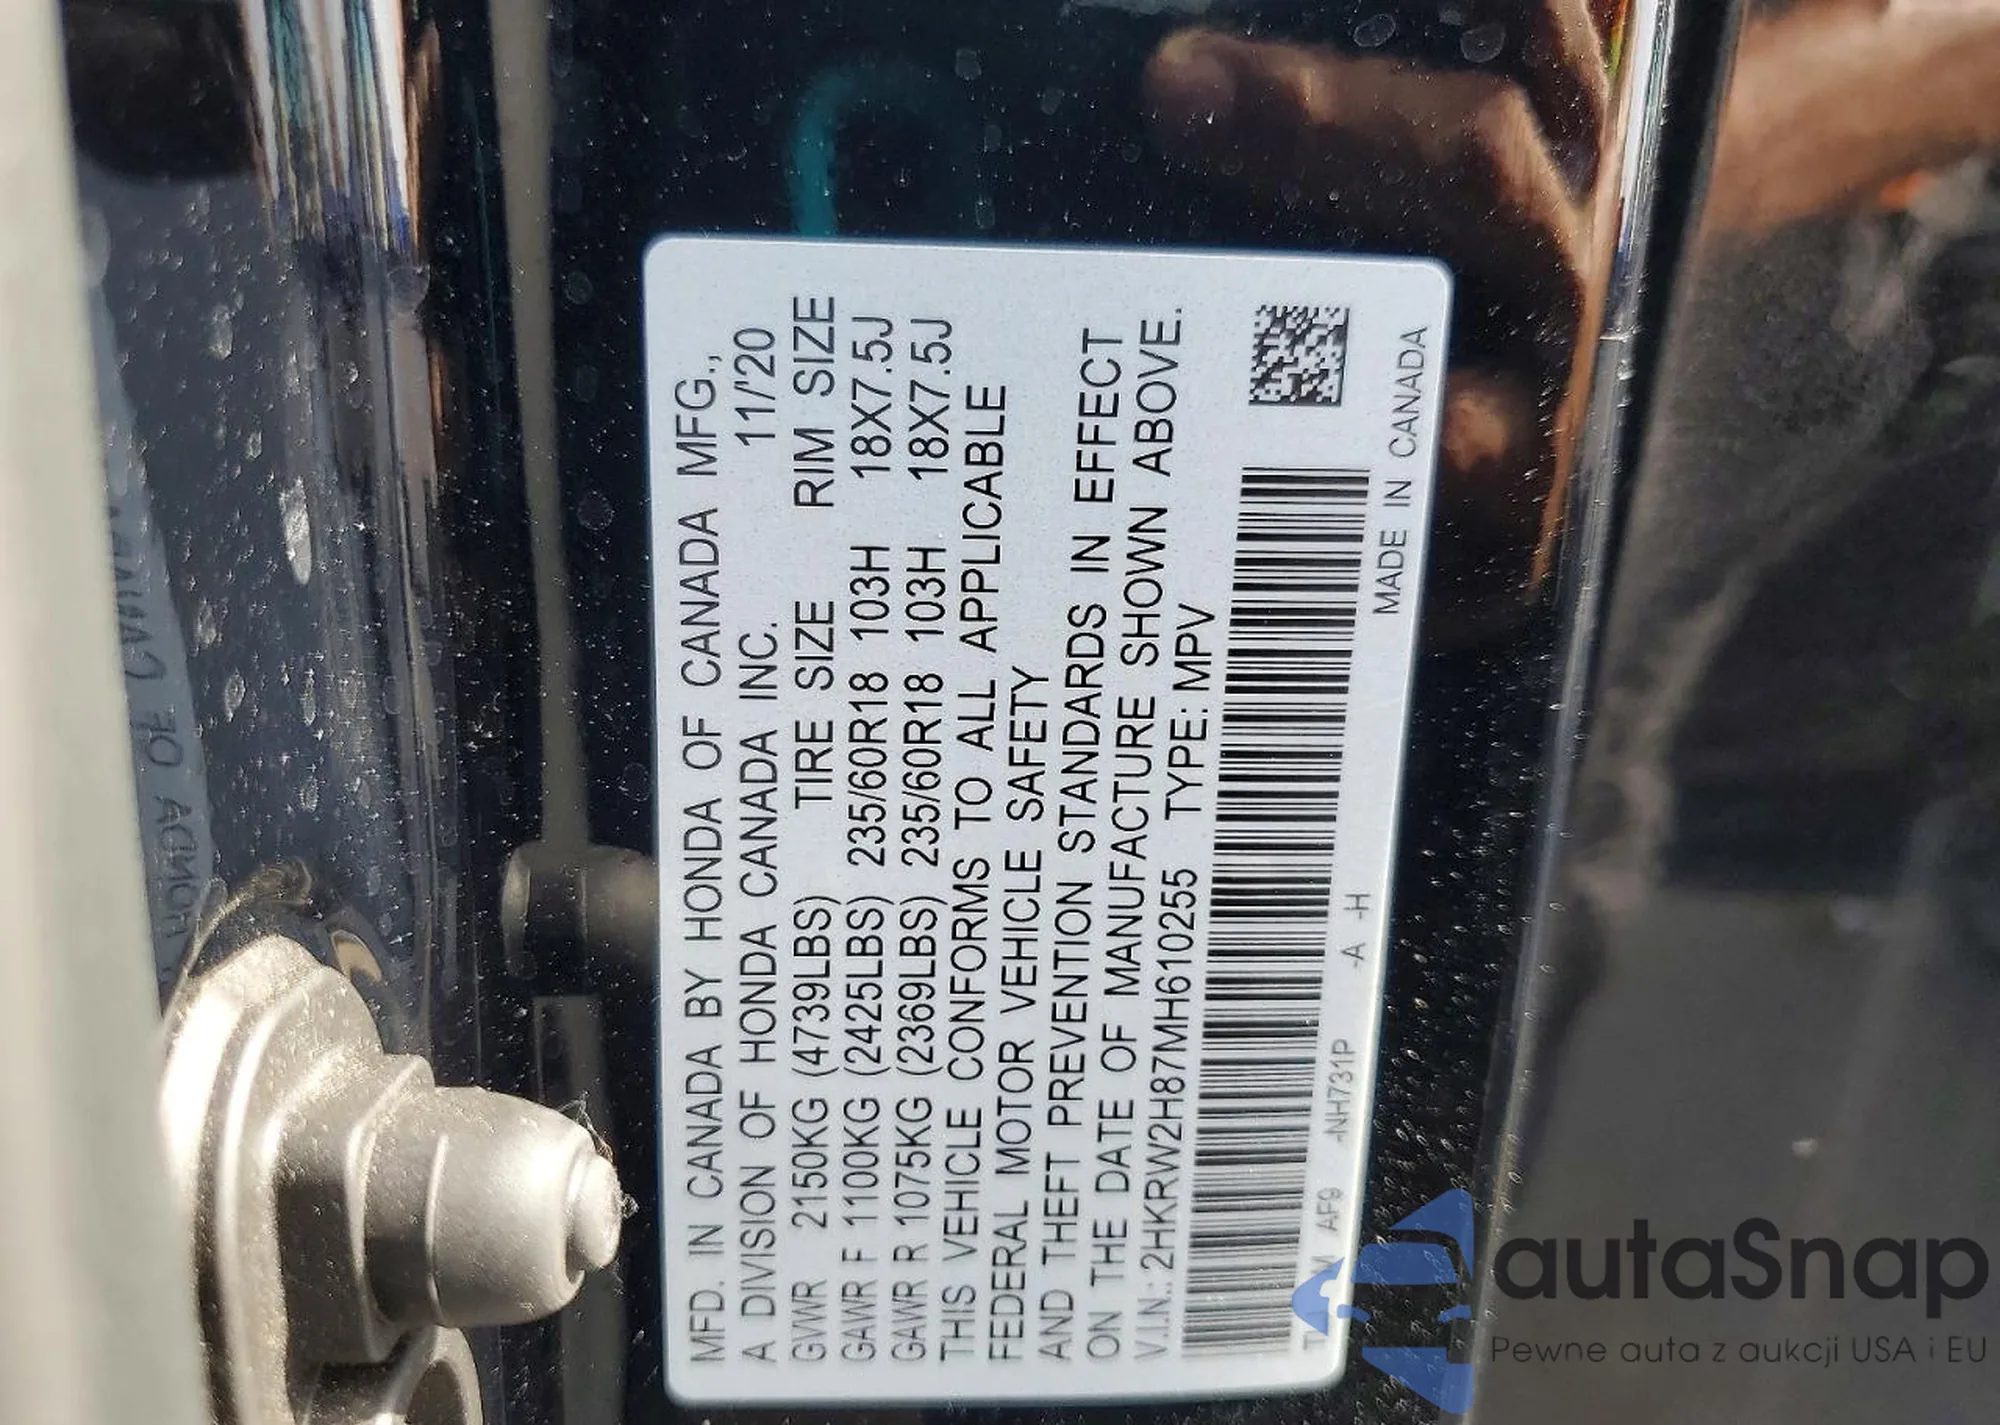 MFD. IN CANADA BY HONDA OF CANADA MFG.,
A DIVISION OF HONDA CANADA INC. 11/'20
GVWR 2150KG (4739LBS) TIRE SIZE RIM SIZE
GAWR F 1100KG (2425LBS) 235/60R18 103H 18X7.5J
GAWR R 1075KG (2369LBS) 235/60R18 103H 18X7.5J
THIS VEHICLE CONFORMS TO ALL APPLICABLE
FEDERAL MOTOR VEHICLE SAFETY
AND THEFT PREVENTION STANDARDS IN EFFECT
ON THE DATE OF MANUFACTURE SHOWN ABOVE.
V.I.N.: 2HKRW2H87MH610255 TYPE: MPV
AF9 -NH731P -A -H
MADE IN CANADA
autaSnap
Pewne auta z aukcji USA i EU